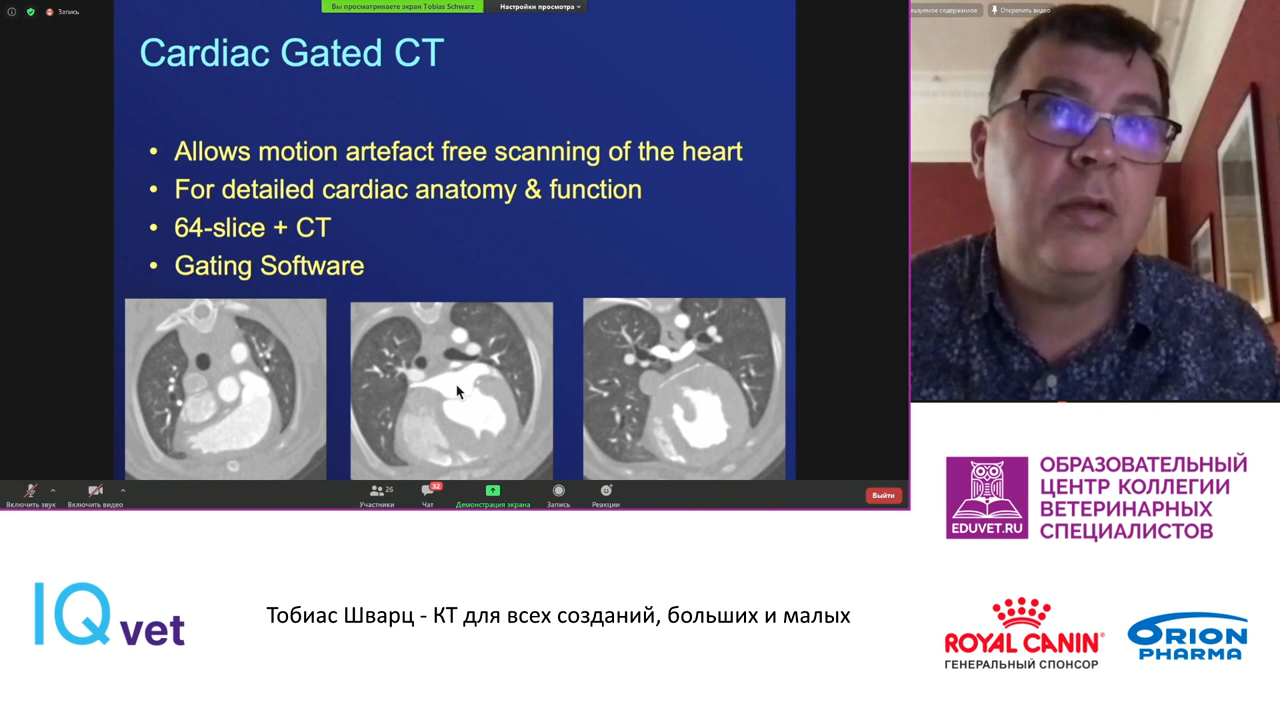 Запись
Вы просматриваете экран Tobias Schwarz
Настройки просмотра
содержимое
Открепить видео
Cardiac Gated CT
• Allows motion artefact free scanning of the heart
• For detailed cardiac anatomy & function
• 64-slice + CT
• Gating Software
Включить звук
Включить видео
26
Участники
32
Чат
Демонстрация экрана
Запись
Реакции
Выйти
EDUVET.RU
ОБРАЗОВАТЕЛЬНЫЙ
ЦЕНТР КОЛЛЕГИИ
ВЕТЕРИНАРНЫХ
СПЕЦИАЛИСТОВ
IQ vet
Тобиас Шварц - КТ для всех созданий, больших и малых
ROYAL CANIN®
ГЕНЕРАЛЬНЫЙ СПОНСОР
ORION
PHARMA